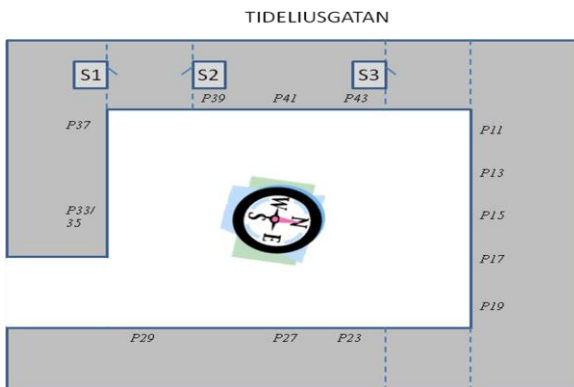 TIDELIUSGATAN
S1 S2 S3
P39 P41 P43
P37
P11
P13
P33/
35
P15
P17
P19
P29 P27 P23
W
N
S
E